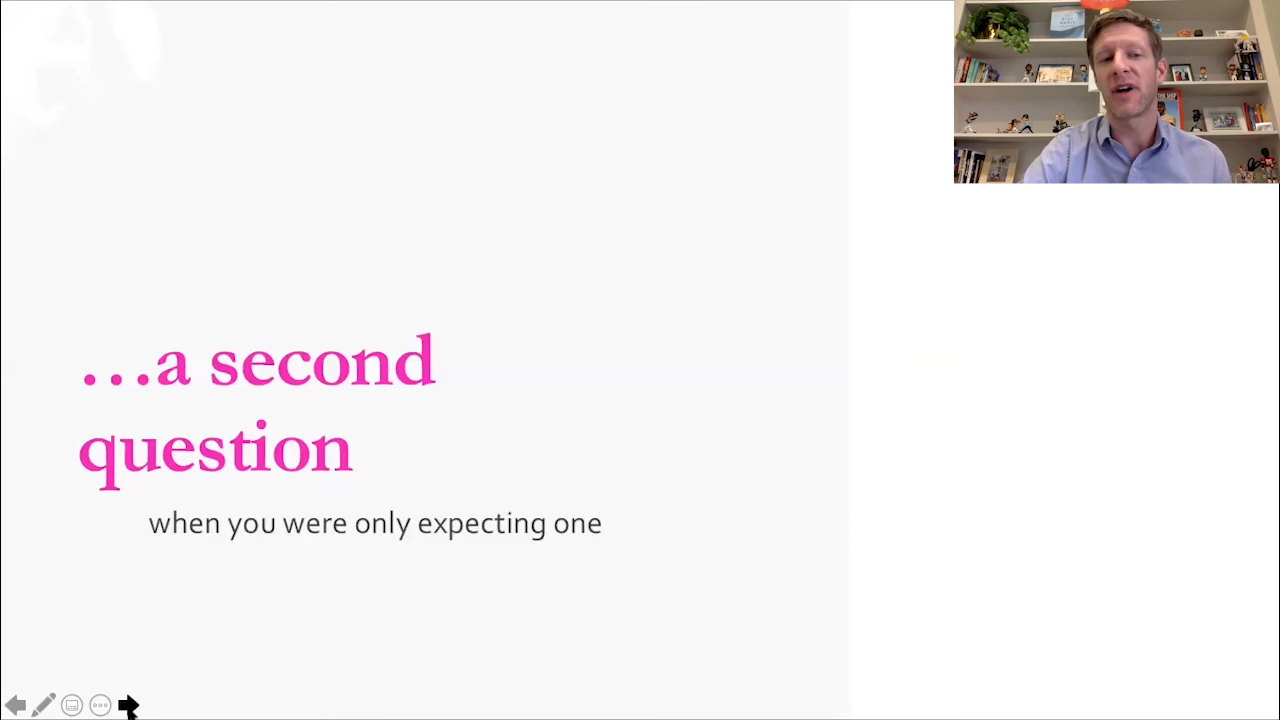 …a second
question
when you were only expecting one